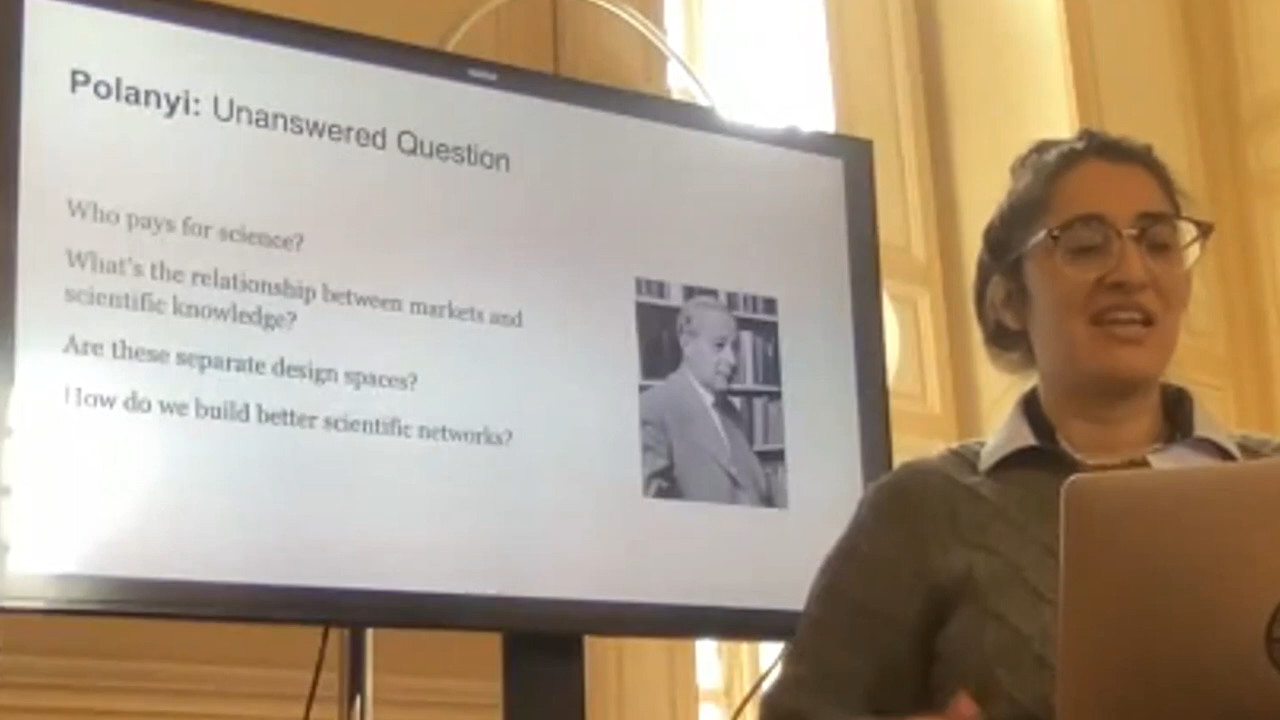 Polanyi: Unanswered Question
Who pays for science?
What's the relationship between markets and
scientific knowledge?
Are these separate design spaces?
How do we build better scientific networks?